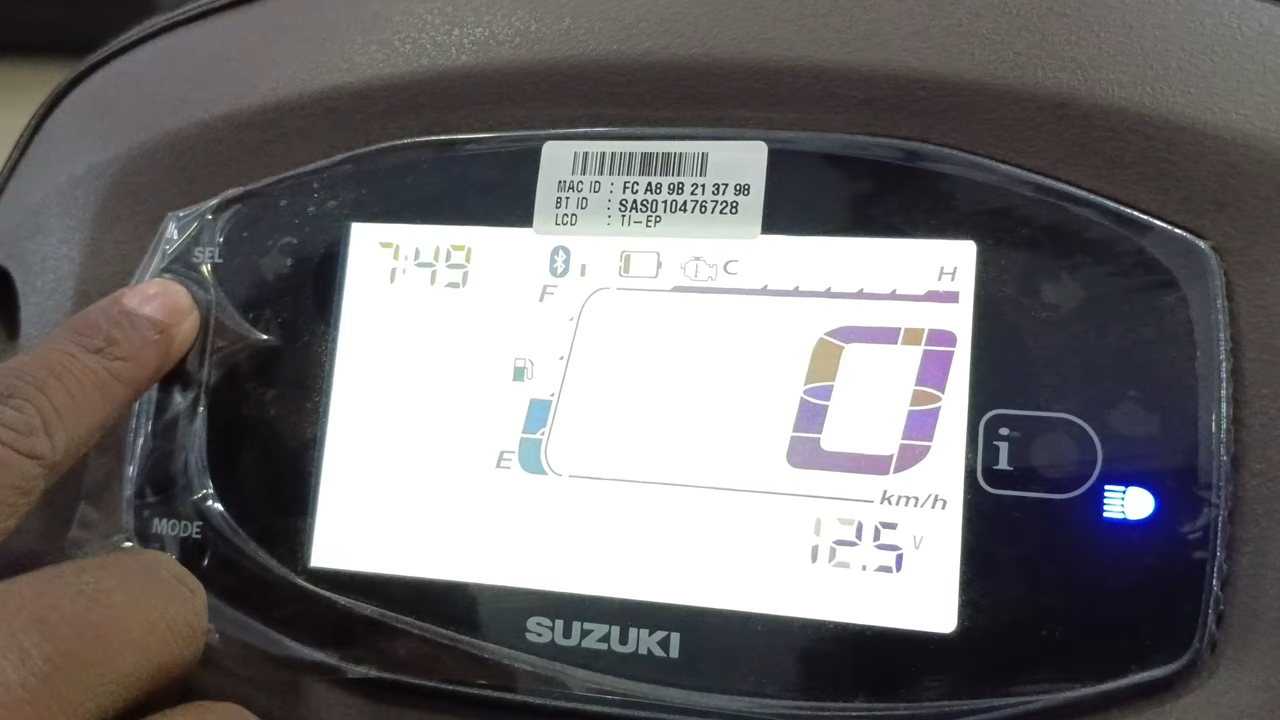 MAC ID : FC A8 9B 21 37 98
BT ID : SAS010476728
LCD : TI-EP
SEL
7:49
C
H
F
0
E
i
km/h
MODE
12.5 V
SUZUKI